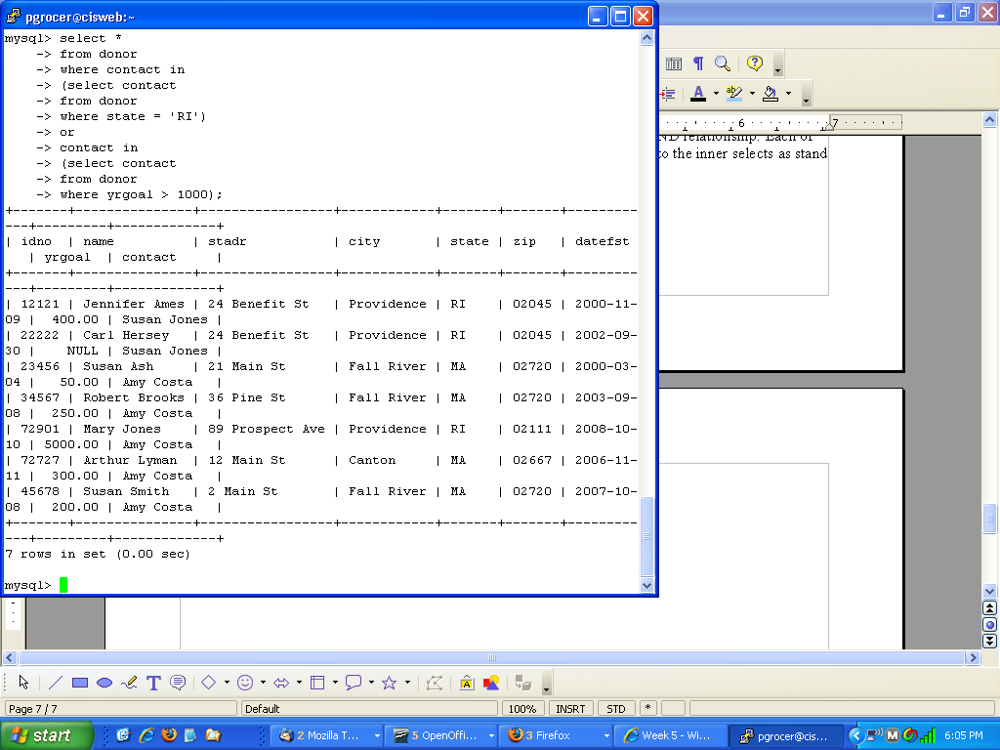 pgrocer@cisweb:~
mysql> select *
    -> from donor
    -> where contact in
    -> (select contact
    -> from donor
    -> where state = 'RI')
    -> or
    -> contact in
    -> (select contact
    -> from donor
    -> where yrgoal > 1000);
+-------+---------------+-----------------+------------+-------+-------+---------
---+---------+-------------+
| idno  | name          | stadr           | city       | state | zip   | datefst
   | yrgoal  | contact     |
+-------+---------------+-----------------+------------+-------+-------+---------
---+---------+-------------+
| 12121 | Jennifer Ames | 24 Benefit St   | Providence | RI    | 02045 | 2000-11-
09 |  400.00 | Susan Jones |
| 22222 | Carl Hersey   | 24 Benefit St   | Providence | RI    | 02045 | 2002-09-
30 |    NULL | Susan Jones |
| 23456 | Susan Ash     | 21 Main St      | Fall River | MA    | 02720 | 2000-03-
04 |   50.00 | Amy Costa   |
| 34567 | Robert Brooks | 36 Pine St      | Fall River | MA    | 02720 | 2003-09-
08 |  250.00 | Amy Costa   |
| 72901 | Mary Jones    | 89 Prospect Ave | Providence | RI    | 02111 | 2008-10-
10 | 5000.00 | Amy Costa   |
| 72727 | Arthur Lyman  | 12 Main St      | Canton     | MA    | 02667 | 2006-11-
11 |  300.00 | Amy Costa   |
| 45678 | Susan Smith   | 2 Main St       | Fall River | MA    | 02720 | 2007-10-
08 |  200.00 | Amy Costa   |
+-------+---------------+-----------------+------------+-------+-------+---------
---+---------+-------------+
7 rows in set (0.00 sec)
mysql>
6 7
relationship. Each of
to the inner selects as stand
Page 7 / 7 Default 100% INSRT STD *
start 2 Mozilla T... 5 OpenOffi... 3 Firefox Week 5 - Wi... pgrocer@cis... 6:05 PM